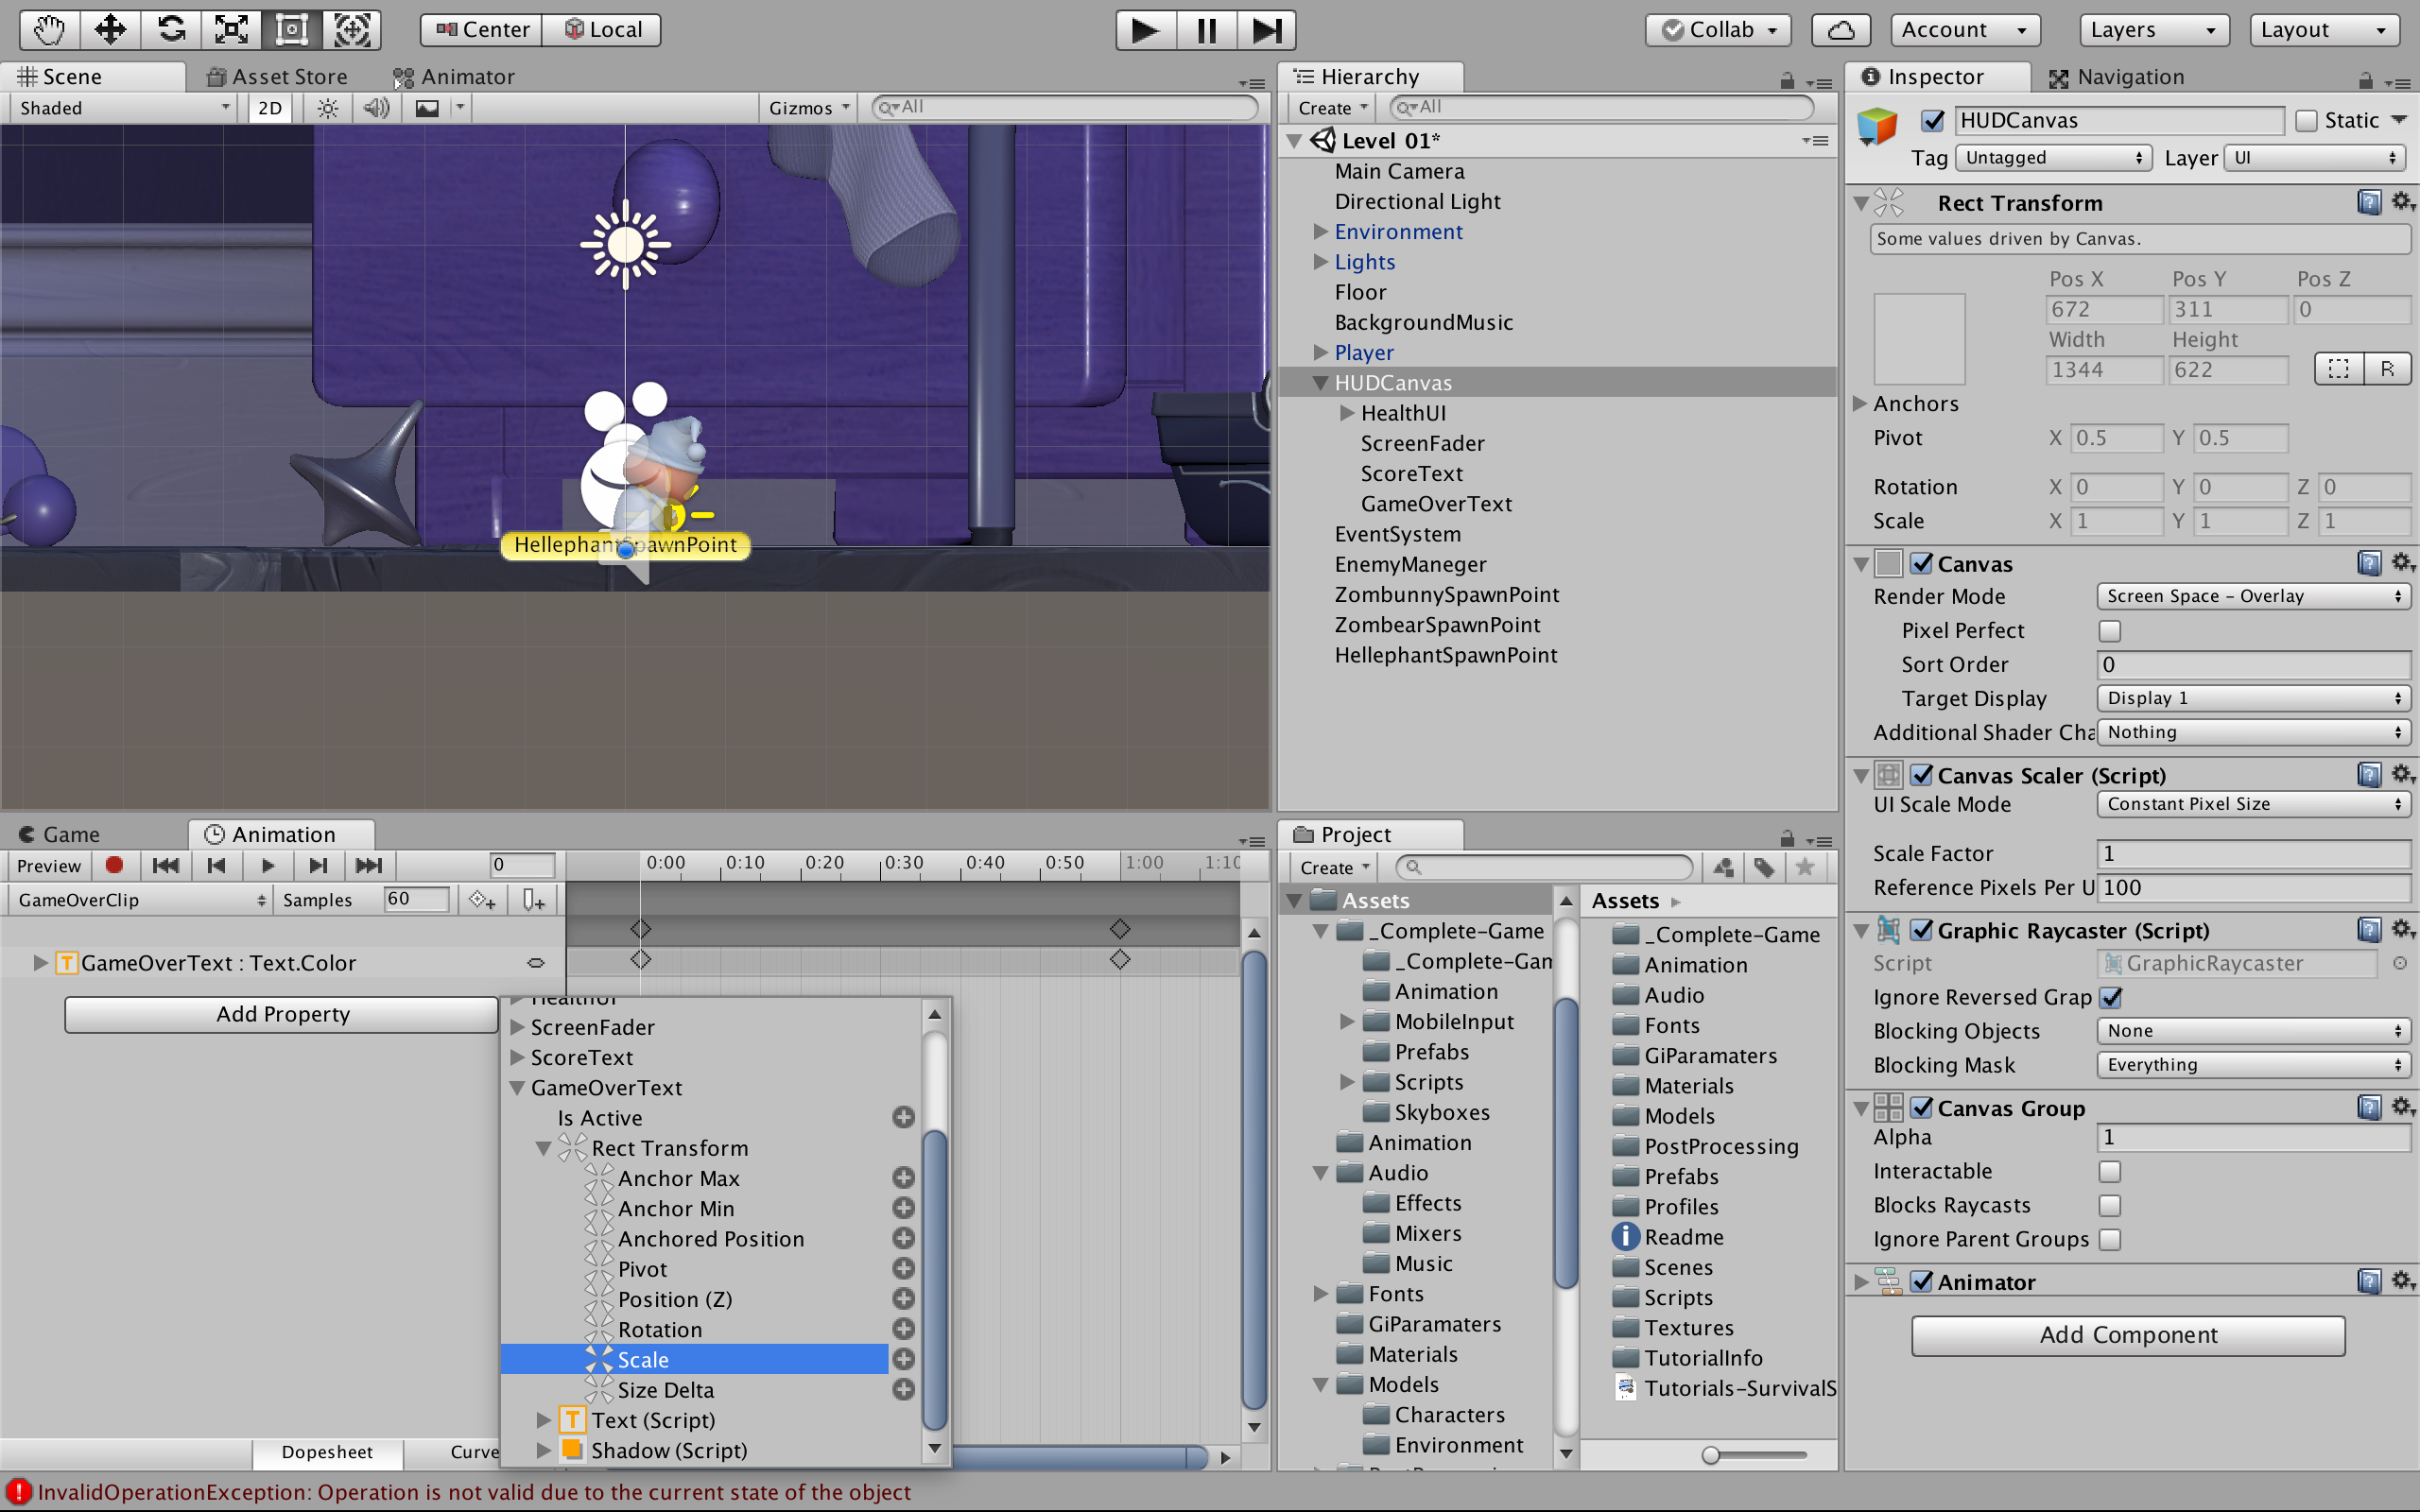 Center Local Collab Account Layers Layout
Scene Asset Store Animator
Shaded 2D Gizmos All
HellephantSpawnPoint
Hierarchy
Create All
Level 01*
Main Camera
Directional Light
Environment
Lights
Floor
BackgroundMusic
Player
HUDCanvas
HealthUI
ScreenFader
ScoreText
GameOverText
EventSystem
EnemyManeger
ZombunnySpawnPoint
ZombearSpawnPoint
HellephantSpawnPoint
Inspector Navigation
HUDCanvas Static
Tag Untagged Layer UI
Rect Transform
Some values driven by Canvas.
Pos X Pos Y Pos Z
672 311 0
Width Height
1344 622 R
Anchors
Pivot X 0.5 Y 0.5
Rotation X 0 Y 0 Z 0
Scale X 1 Y 1 Z 1
Canvas
Render Mode Screen Space - Overlay
Pixel Perfect
Sort Order 0
Target Display Display 1
Additional Shader Cha Nothing
Canvas Scaler (Script)
UI Scale Mode Constant Pixel Size
Scale Factor 1
Reference Pixels Per U 100
Graphic Raycaster (Script)
Script GraphicRaycaster
Ignore Reversed Grap
Blocking Objects None
Blocking Mask Everything
Canvas Group
Alpha 1
Interactable
Blocks Raycasts
Ignore Parent Groups
Animator
Add Component
Game Animation
Preview 0 0:00 0:10 0:20 0:30 0:40 0:50 1:00 1:10
GameOverClip Samples 60
GameOverText : Text.Color
Add Property
HealthUI
ScreenFader
ScoreText
GameOverText
Is Active
Rect Transform
Anchor Max
Anchor Min
Anchored Position
Pivot
Position (Z)
Rotation
Scale
Size Delta
Text (Script)
Shadow (Script)
Dopesheet Curve
Project
Create
Assets
_Complete-Game
_Complete-Gam
Animation
MobileInput
Prefabs
Scripts
Skyboxes
Animation
Audio
Effects
Mixers
Music
Fonts
GiParamaters
Materials
Models
Characters
Environment
Assets
_Complete-Game
Animation
Audio
Fonts
GiParamaters
Materials
Models
PostProcessing
Prefabs
Profiles
Readme
Scenes
Scripts
Textures
TutorialInfo
Tutorials-SurvivalS
InvalidOperationException: Operation is not valid due to the current state of the object